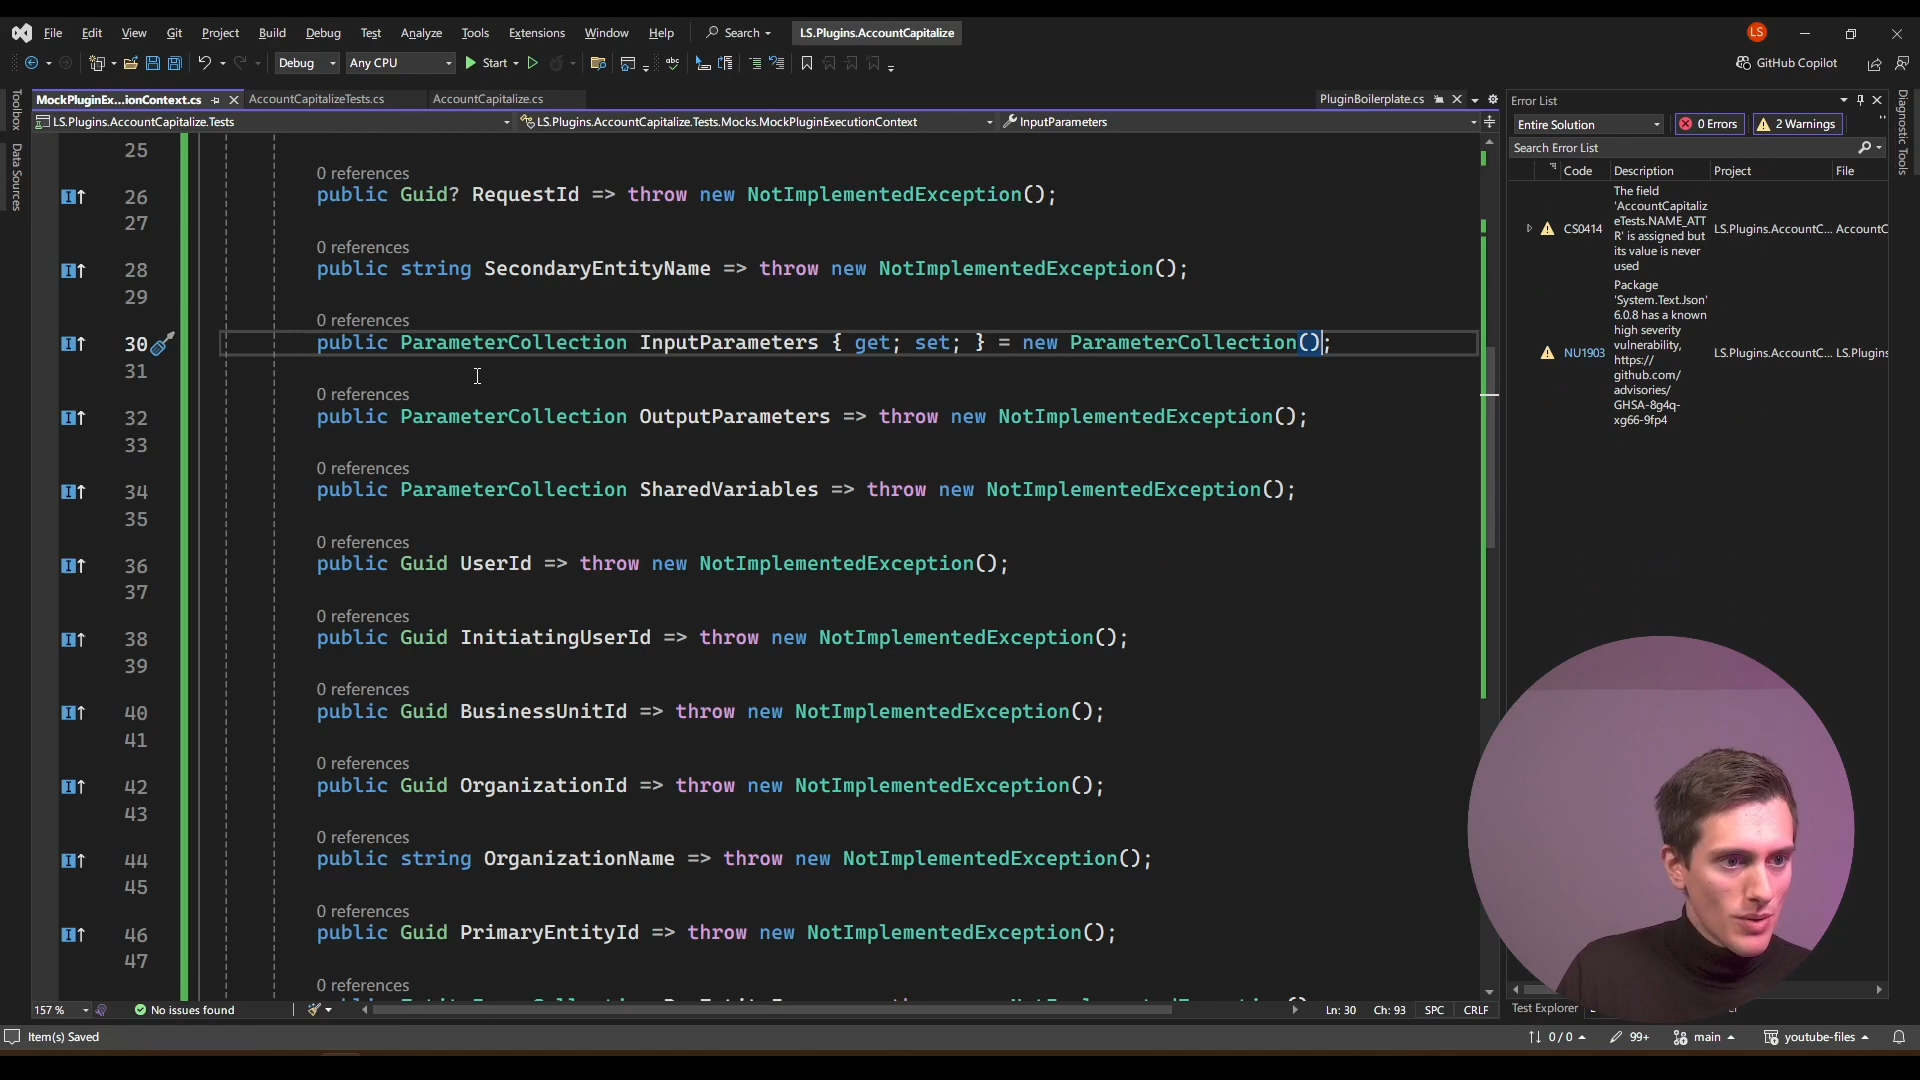 File Edit View Git Project Build Debug Test Analyze Tools Extensions Window Help Search LS.Plugins.AccountCapitalize LS
Debug Any CPU Start GitHub Copilot
MockPluginEx...ionContext.cs AccountCapitalizeTests.cs AccountCapitalize.cs PluginBoilerplate.cs
LS.Plugins.AccountCapitalize.Tests LS.Plugins.AccountCapitalize.Tests.Mocks.MockPluginExecutionContext InputParameters
Toolbox
Data Sources
25
0 references
26 public Guid? RequestId => throw new NotImplementedException();
27
0 references
28 public string SecondaryEntityName => throw new NotImplementedException();
29
0 references
30 public ParameterCollection InputParameters { get; set; } = new ParameterCollection();
31
0 references
32 public ParameterCollection OutputParameters => throw new NotImplementedException();
33
0 references
34 public ParameterCollection SharedVariables => throw new NotImplementedException();
35
0 references
36 public Guid UserId => throw new NotImplementedException();
37
0 references
38 public Guid InitiatingUserId => throw new NotImplementedException();
39
0 references
40 public Guid BusinessUnitId => throw new NotImplementedException();
41
0 references
42 public Guid OrganizationId => throw new NotImplementedException();
43
0 references
44 public string OrganizationName => throw new NotImplementedException();
45
0 references
46 public Guid PrimaryEntityId => throw new NotImplementedException();
47
0 references
157 % No issues found Ln: 30 Ch: 93 SPC CRLF
Error List
Entire Solution 0 Errors 2 Warnings
Search Error List
Code Description Project File
CS0414 The field
'AccountCapitaliz
eTests.NAME_ATT
R' is assigned but
its value is never
used
LS.Plugins.AccountC... AccountC
NU1903 Package
'System.Text.Json'
6.0.8 has a known
high severity
vulnerability,
https://
github.com/
advisories/
GHSA-8g4q-
xg66-9fp4
LS.Plugins.AccountC... LS.Plugins
Diagnostic Tools
Test Explorer
Item(s) Saved 0 / 0 99+ main youtube-files